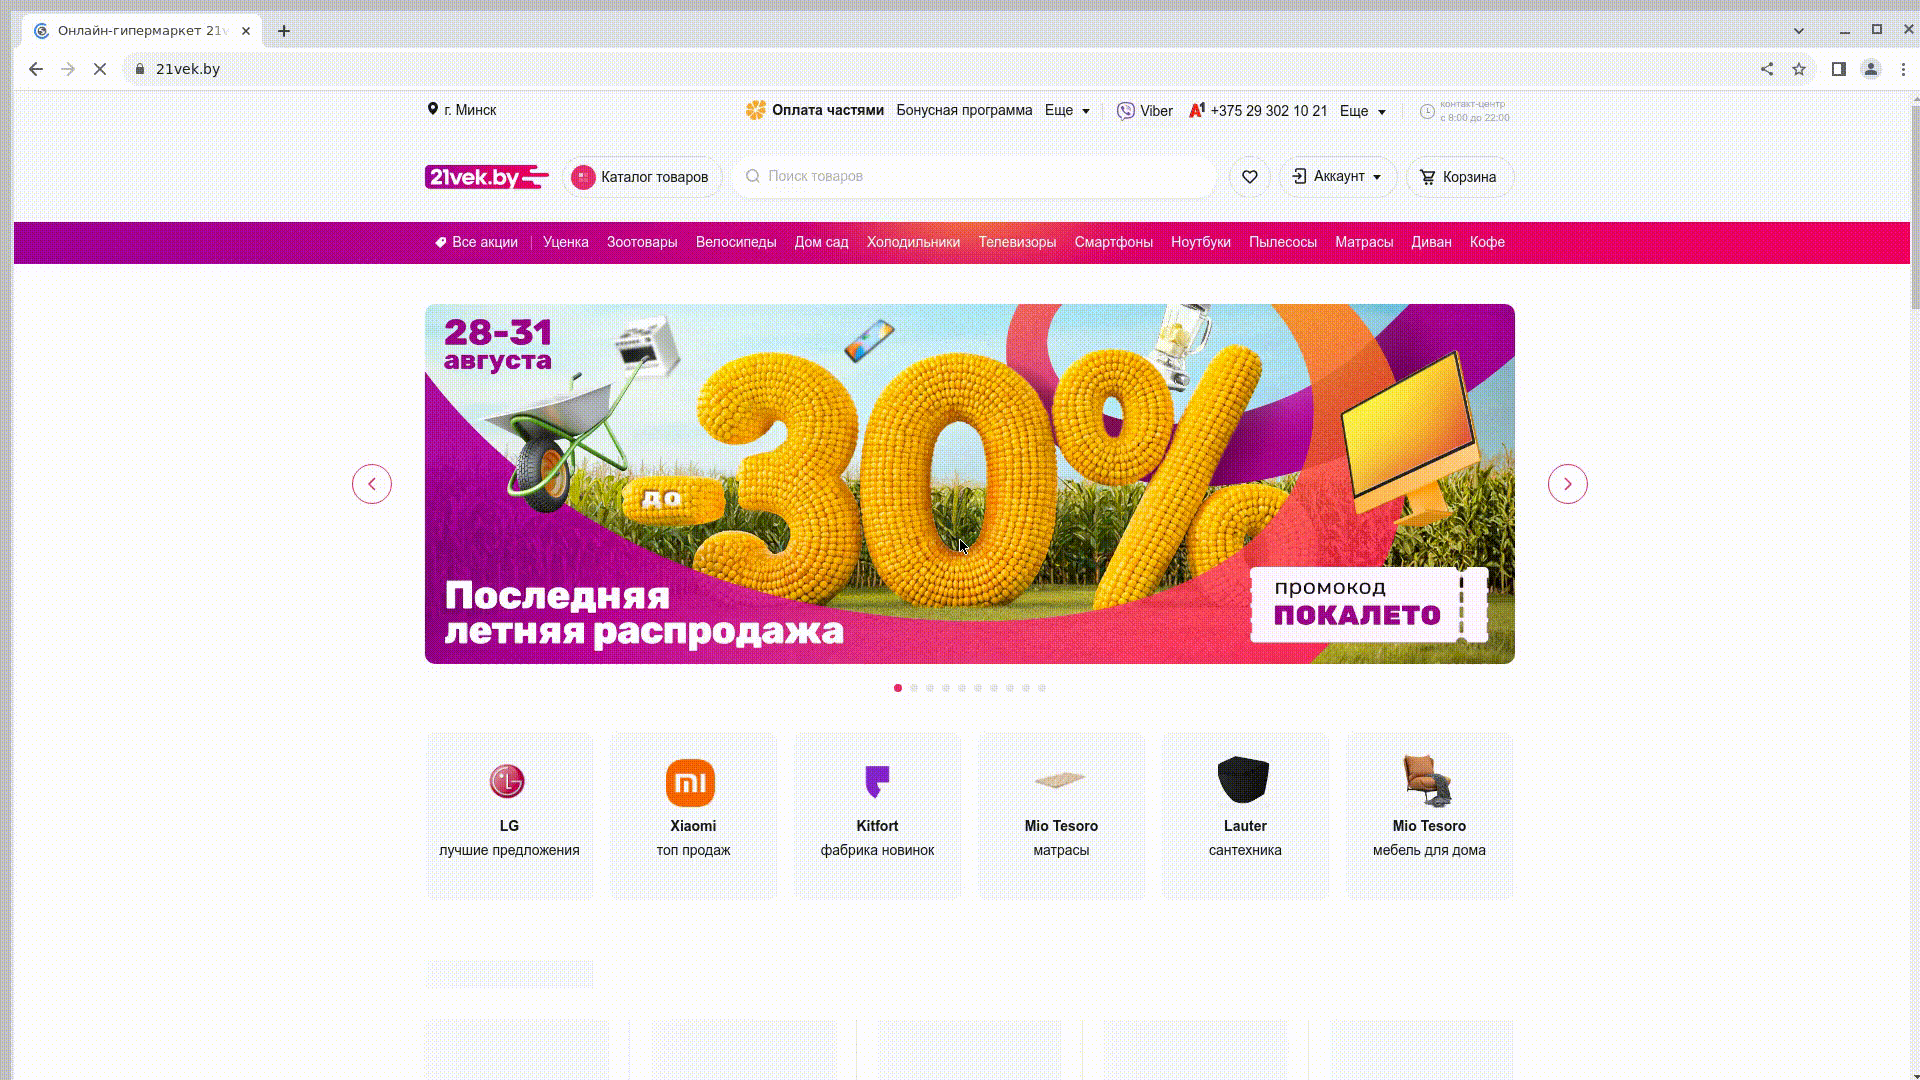 Онлайн-гипермаркет 21v
21vek.by
г. Минск
Оплата частями
Бонусная программа
Еще
Viber
A1 +375 29 302 10 21
Еще
контакт-центр
с 8:00 до 22:00
21vek.by
Каталог товаров
Поиск товаров
Аккаунт
Корзина
Все акции
Уценка
Зоотовары
Велосипеды
Дом сад
Холодильники
Телевизоры
Смартфоны
Ноутбуки
Пылесосы
Матрасы
Диван
Кофе
28-31
августа
до
30%
Последняя
летняя распродажа
промокод
ПОКАЛЕТО
LG
лучшие предложения
mi
Xiaomi
топ продаж
Kitfort
фабрика новинок
Mio Tesoro
матрасы
Lauter
сантехника
Mio Tesoro
мебель для дома